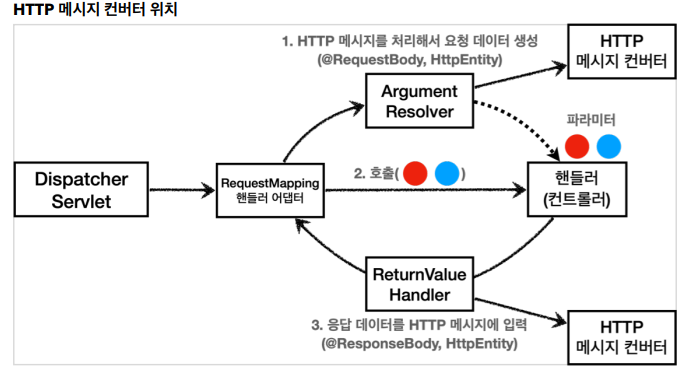 HTTP 메시지 컨버터 위치
1. HTTP 메시지를 처리해서 요청 데이터 생성
(@RequestBody, HttpEntity)
HTTP
메시지 컨버터
Argument
Resolver
파라미터
Dispatcher
Servlet
RequestMapping
핸들러 어댑터
2. 호출( )
핸들러
(컨트롤러)
ReturnValue
Handler
3. 응답 데이터를 HTTP 메시지에 입력
(@ResponseBody, HttpEntity)
HTTP
메시지 컨버터